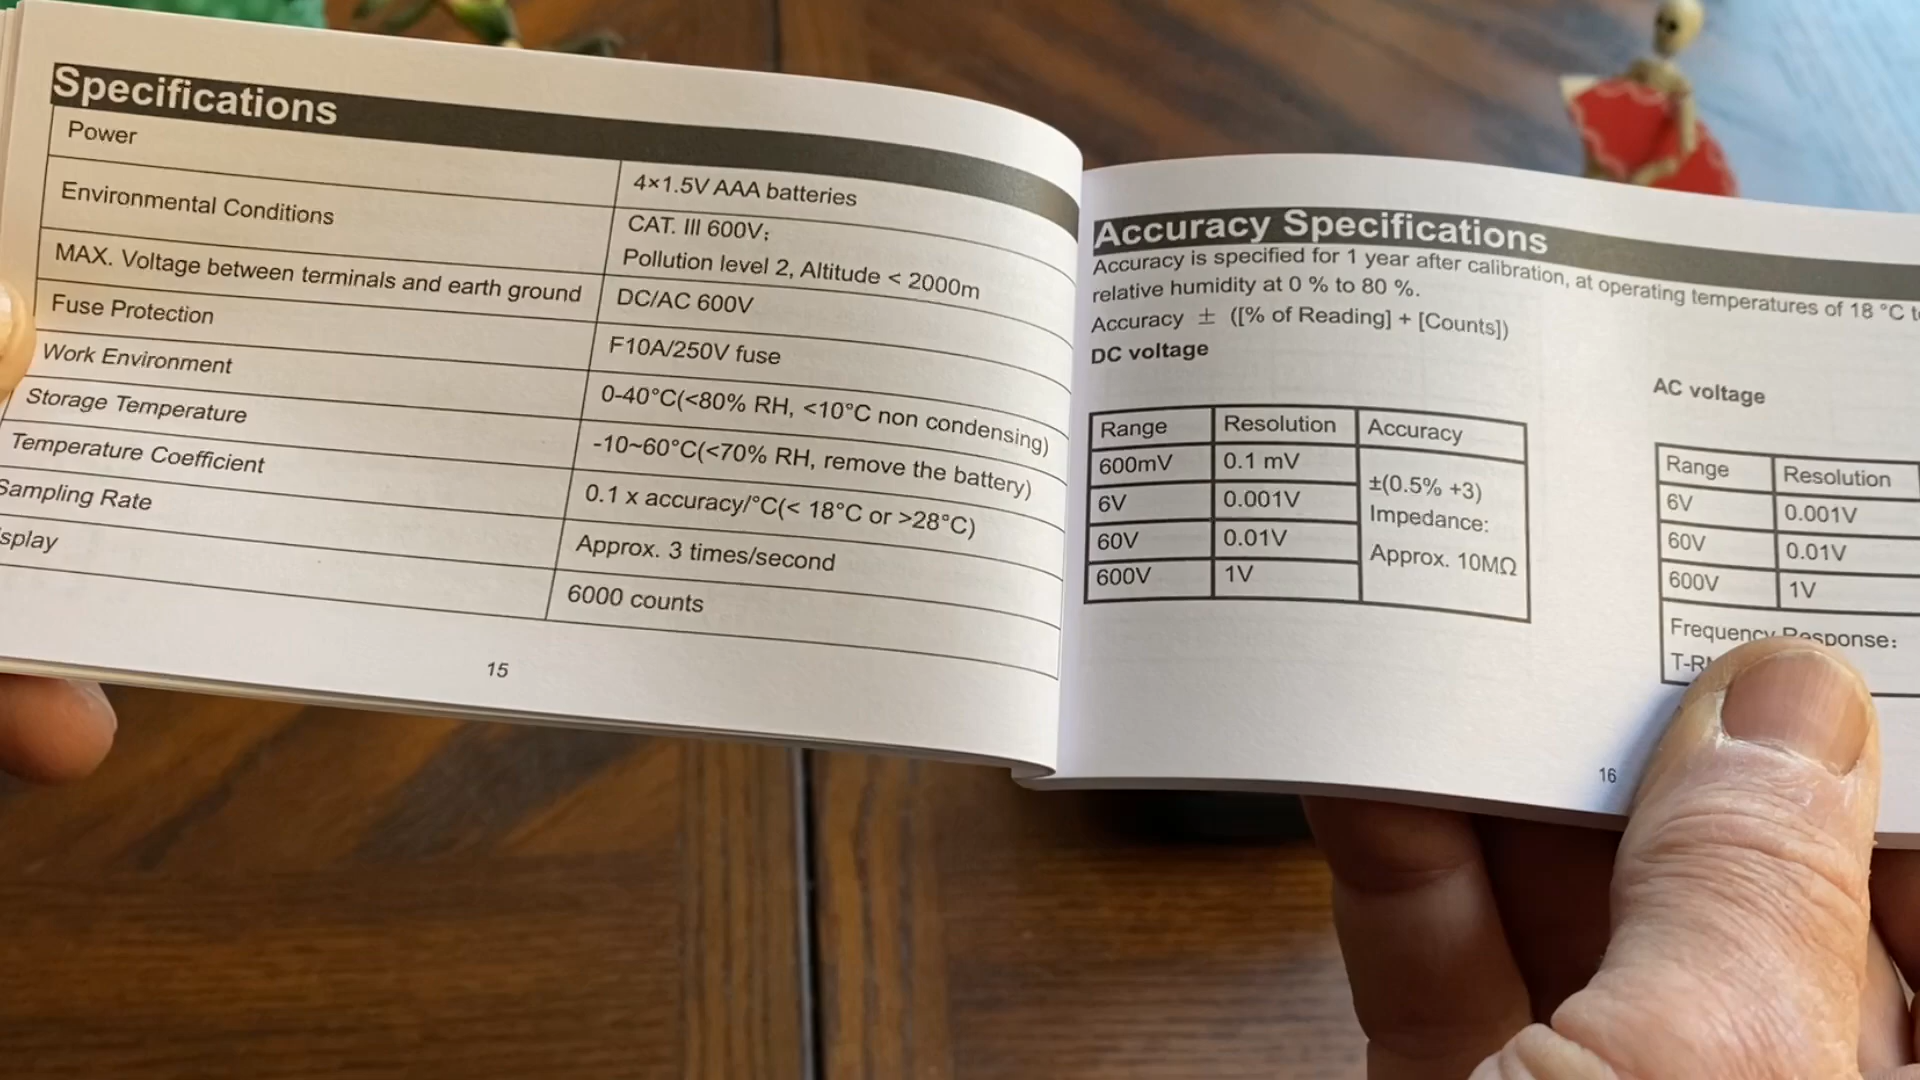 Specifications
Power
4×1.5V AAA batteries
Environmental Conditions
CAT. III 600V;
Pollution level 2, Altitude < 2000m
MAX. Voltage between terminals and earth ground
DC/AC 600V
Fuse Protection
F10A/250V fuse
Work Environment
0-40°C(<80% RH, <10°C non condensing)
Storage Temperature
-10~60°C(<70% RH, remove the battery)
Temperature Coefficient
0.1 x accuracy/°C(< 18°C or >28°C)
Sampling Rate
Approx. 3 times/second
splay
6000 counts
15
Accuracy Specifications
Accuracy is specified for 1 year after calibration, at operating temperatures of 18 °C t
relative humidity at 0 % to 80 %.
Accuracy ± ([% of Reading] + [Counts])
DC voltage
Range Resolution Accuracy
600mV 0.1 mV
6V 0.001V
60V 0.01V
600V 1V
±(0.5% +3)
Impedance:
Approx. 10MΩ
AC voltage
Range Resolution
6V 0.001V
60V 0.01V
600V 1V
Frequency Response:
16